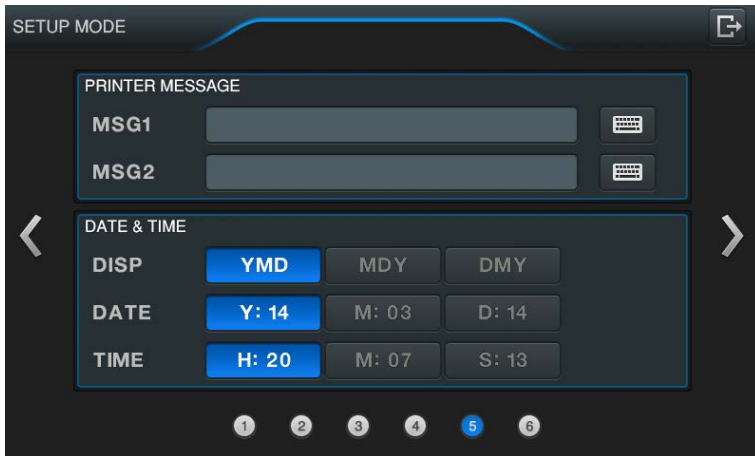 SETUP MODE
PRINTER MESSAGE
MSG1
MSG2
DATE & TIME
DISP YMD MDY DMY
DATE Y: 14 M: 03 D: 14
TIME H: 20 M: 07 S: 13
1 2 3 4 5 6